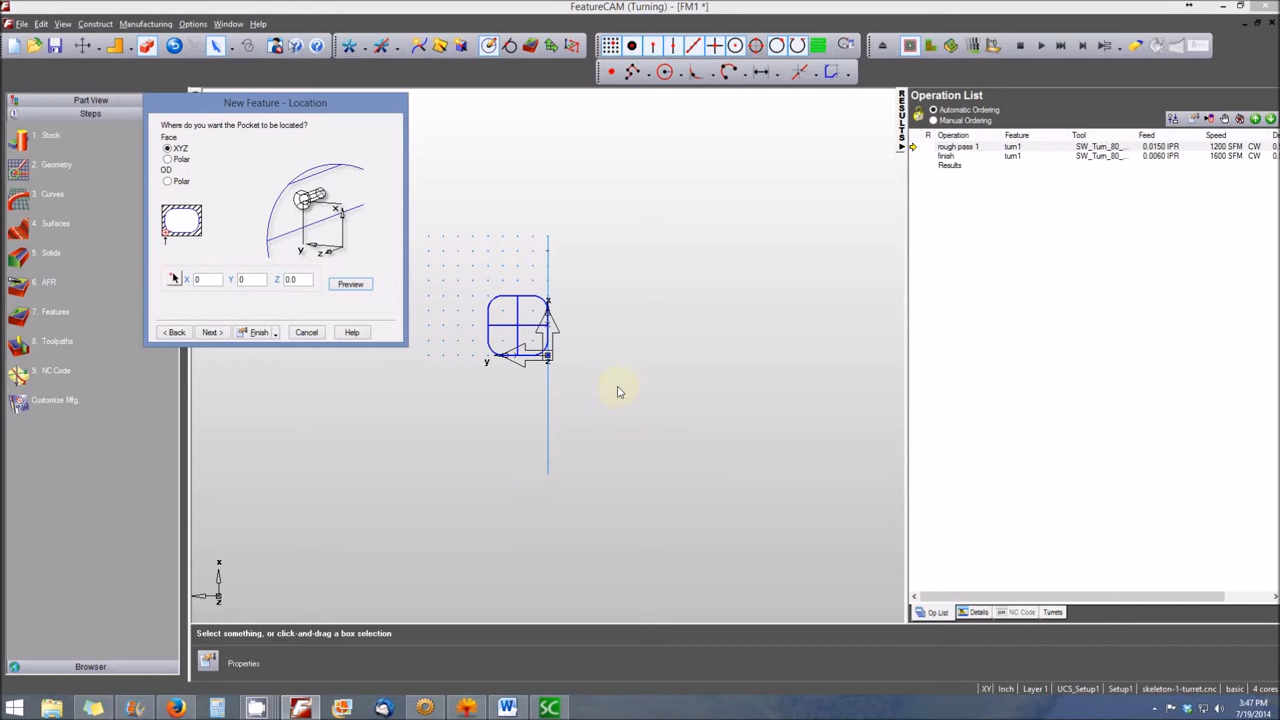 FeatureCAM (Turning) - [FM1 *]
File Edit View Construct Manufacturing Options Window Help
Part View
Steps
1. Stock
2. Geometry
3. Curves
4. Surfaces
5. Solids
6. AFR
7. Features
8. Toolpaths
9. NC Code
Customize Mfg.
Browser
New Feature - Location
Where do you want the Pocket to be located?
Face
XYZ
Polar
OD
Polar
x
y
z
X 0 Y 0 Z 0.0
Preview
< Back Next > Finish Cancel Help
x
y
z
x
z
RESULTS
Operation List
Automatic Ordering
Manual Ordering
R Operation Feature Tool Feed Speed
rough pass 1 turn1 SW_Turn_80_... 0.0150 IPR 1200 SFM CW
finish turn1 SW_Turn_80_... 0.0060 IPR 1600 SFM CW
Results
Op List Details NC Code Turrets
Select something, or click-and-drag a box selection
Properties
XY Inch Layer 1 UCS_Setup1 Setup1 skeleton-1-turret.cnc basic 4 cores
3:47 PM
7/19/2014